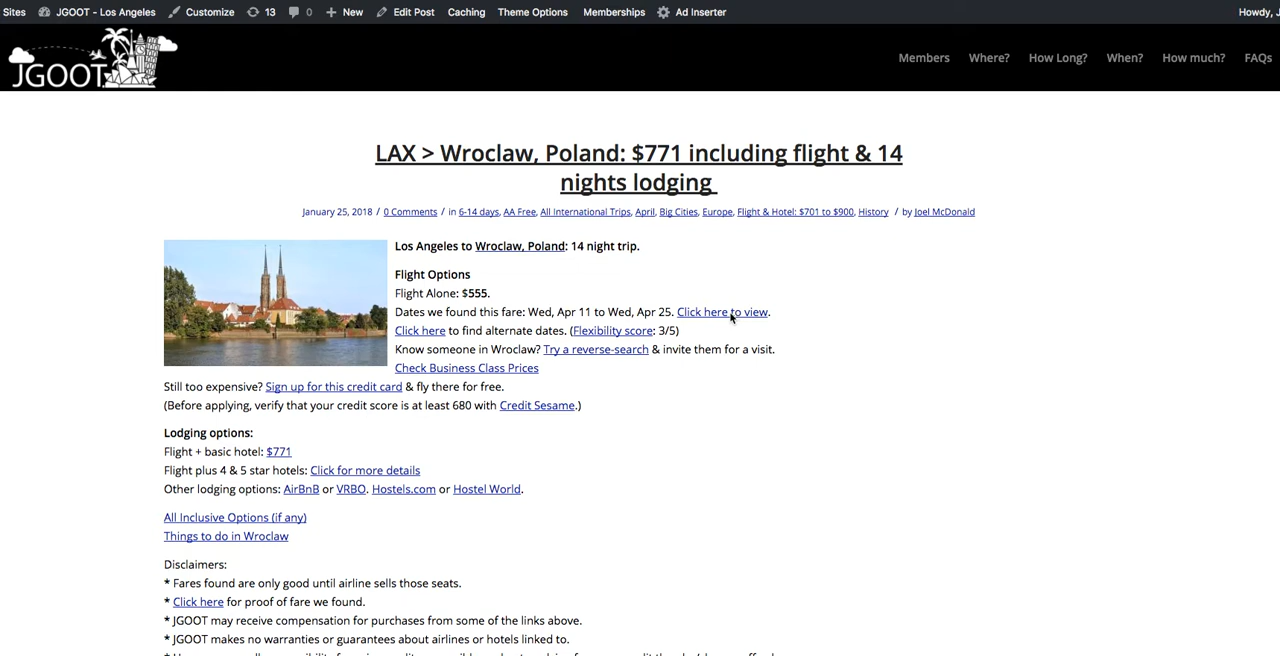 Sites JGOOT - Los Angeles Customize 13 0 New Edit Post Caching Theme Options Memberships Ad Inserter Howdy,
JGOOT Members Where? How Long? When? How much? FAQs
LAX > Wroclaw, Poland: $771 including flight & 14
nights lodging
January 25, 2018 / 0 Comments / in 6-14 days, AA Free, All International Trips, April, Big Cities, Europe, Flight & Hotel: $701 to $900, History / by Joel McDonald
Los Angeles to Wroclaw, Poland: 14 night trip.
Flight Options
Flight Alone: $555.
Dates we found this fare: Wed, Apr 11 to Wed, Apr 25. Click here to view.
Click here to find alternate dates. (Flexibility score: 3/5)
Know someone in Wroclaw? Try a reverse-search & invite them for a visit.
Check Business Class Prices
Still too expensive? Sign up for this credit card & fly there for free.
(Before applying, verify that your credit score is at least 680 with Credit Sesame.)
Lodging options:
Flight + basic hotel: $771
Flight plus 4 & 5 star hotels: Click for more details
Other lodging options: AirBnB or VRBO. Hostels.com or Hostel World.
All Inclusive Options (if any)
Things to do in Wroclaw
Disclaimers:
* Fares found are only good until airline sells those seats.
* Click here for proof of fare we found.
* JGOOT may receive compensation for purchases from some of the links above.
* JGOOT makes no warranties or guarantees about airlines or hotels linked to.